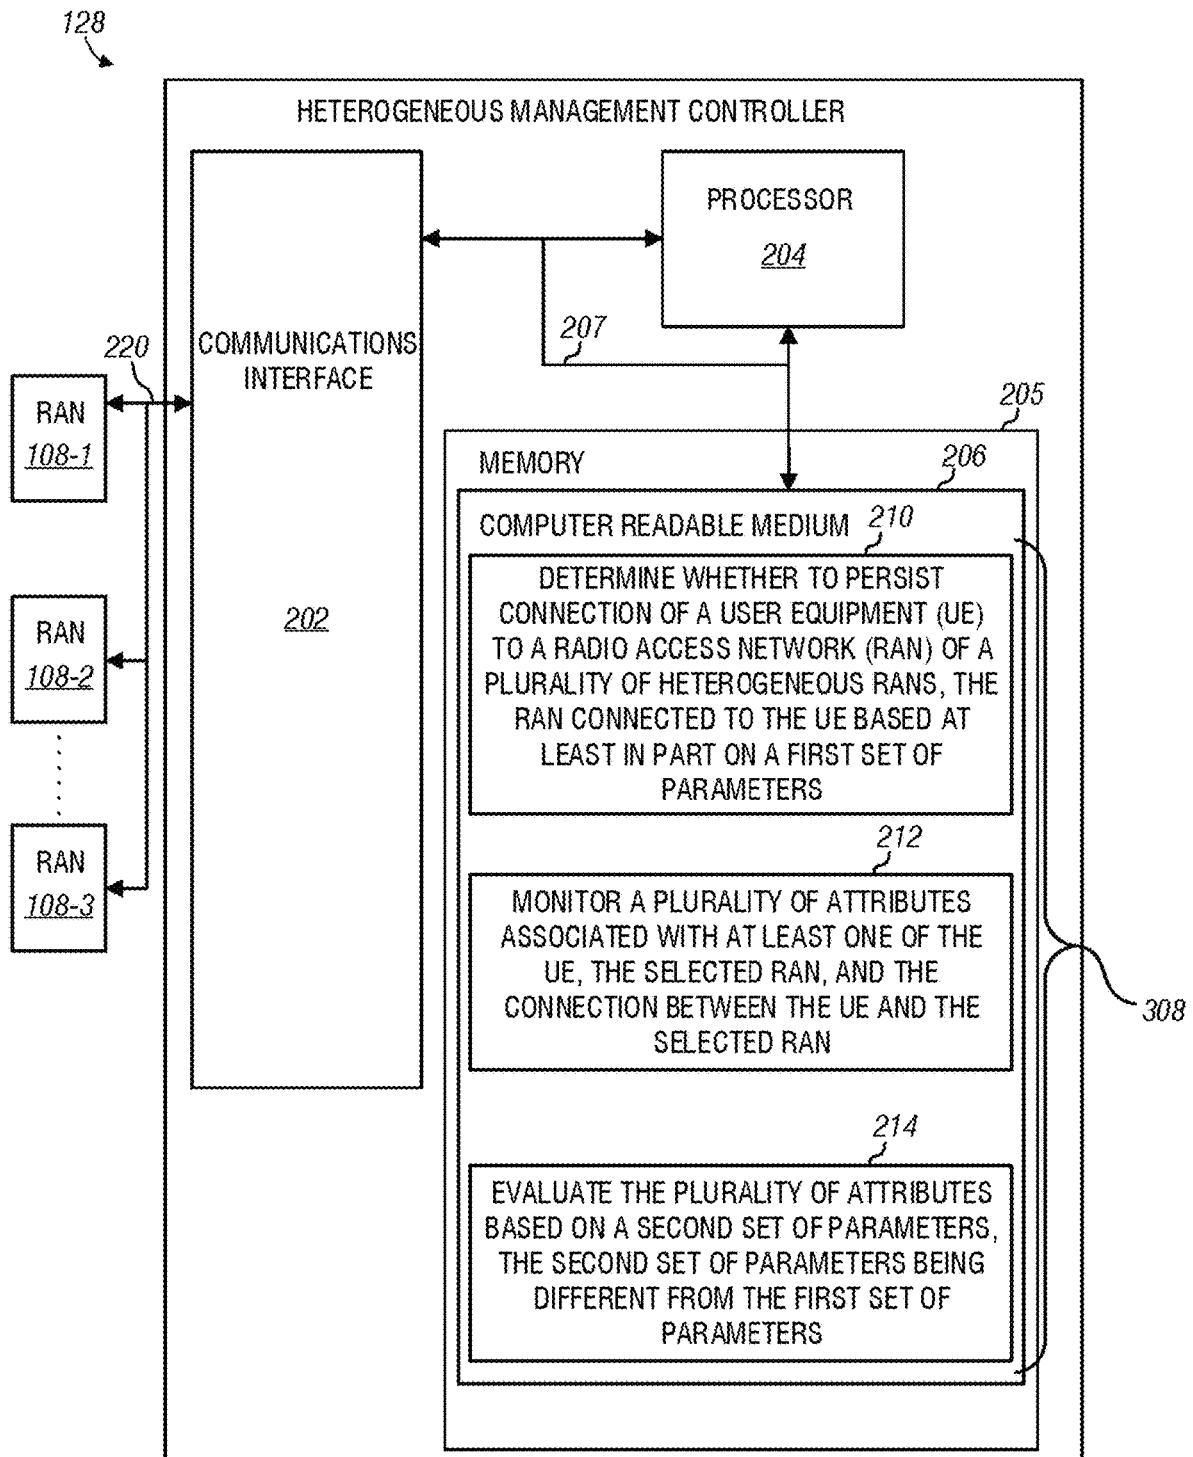 128
HETEROGENEOUS MANAGEMENT CONTROLLER
PROCESSOR
204
207
COMMUNICATIONS
INTERFACE
202
220
RAN
108-1
RAN
108-2
RAN
108-3
205
MEMORY
206
COMPUTER READABLE MEDIUM
210
DETERMINE WHETHER TO PERSIST
CONNECTION OF A USER EQUIPMENT (UE)
TO A RADIO ACCESS NETWORK (RAN) OF A
PLURALITY OF HETEROGENEOUS RANS, THE
RAN CONNECTED TO THE UE BASED AT
LEAST IN PART ON A FIRST SET OF
PARAMETERS
212
MONITOR A PLURALITY OF ATTRIBUTES
ASSOCIATED WITH AT LEAST ONE OF THE
UE, THE SELECTED RAN, AND THE
CONNECTION BETWEEN THE UE AND THE
SELECTED RAN
308
214
EVALUATE THE PLURALITY OF ATTRIBUTES
BASED ON A SECOND SET OF PARAMETERS,
THE SECOND SET OF PARAMETERS BEING
DIFFERENT FROM THE FIRST SET OF
PARAMETERS